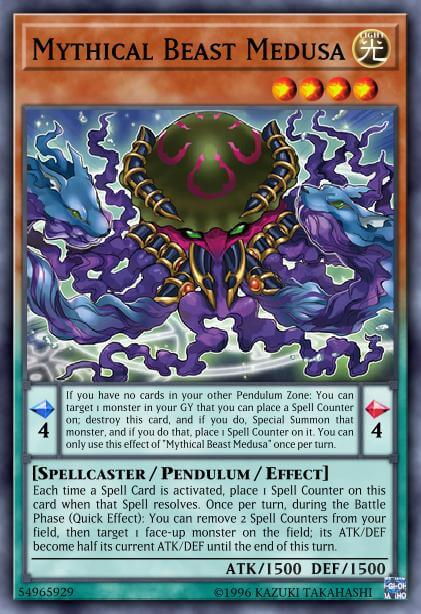 Mythical Beast Medusa
LIGHT
光
If you have no cards in your other Pendulum Zone: You can
target 1 monster in your GY that you can place a Spell Counter
on; destroy this card, and if you do, Special Summon that
monster, and if you do that, place 1 Spell Counter on it. You can
only use this effect of "Mythical Beast Medusa" once per turn.
4
4
[Spellcaster / Pendulum / Effect]
Each time a Spell Card is activated, place 1 Spell Counter on this
card when that Spell resolves. Once per turn, during the Battle
Phase (Quick Effect): You can remove 2 Spell Counters from your
field, then target 1 face-up monster on the field; its ATK/DEF
become half its current ATK/DEF until the end of this turn.
ATK/1500 DEF/1500
54965929
©1996 KAZUKI TAKAHASHI